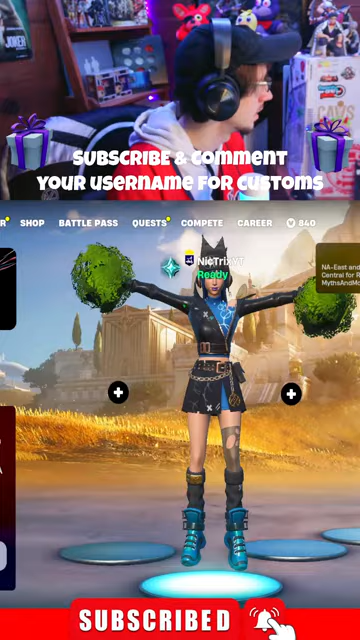 JOKER
SUBSCRIBE & COMMENT
YOUR USERNAME FOR CUSTOMS
R SHOP BATTLE PASS QUESTS COMPETE CAREER 840
NicTrixYT
Ready
NA-East and
Central for R
MythsAndMo
SUBSCRIBED